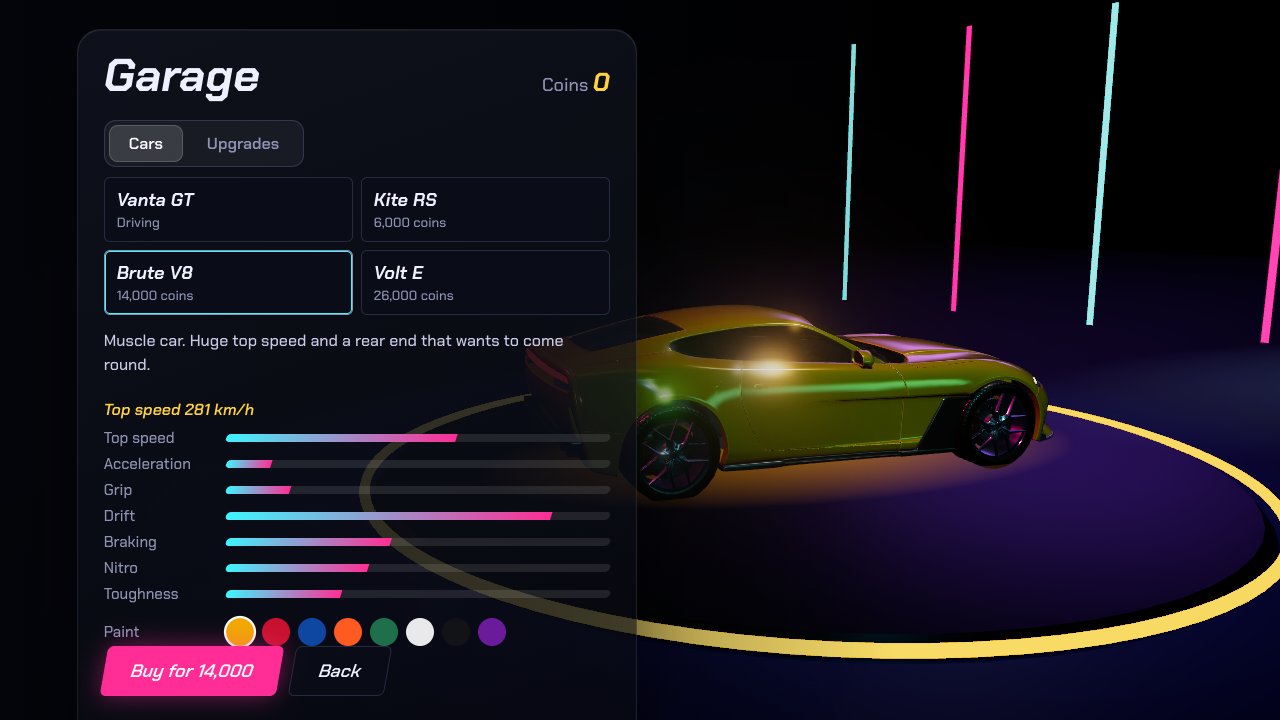 Garage
Coins 0
Cars
Upgrades
Vanta GT
Driving
Kite RS
6,000 coins
Brute V8
14,000 coins
Volt E
26,000 coins
Muscle car. Huge top speed and a rear end that wants to come
round.
Top speed 281 km/h
Top speed
Acceleration
Grip
Drift
Braking
Nitro
Toughness
Paint
Buy for 14,000
Back